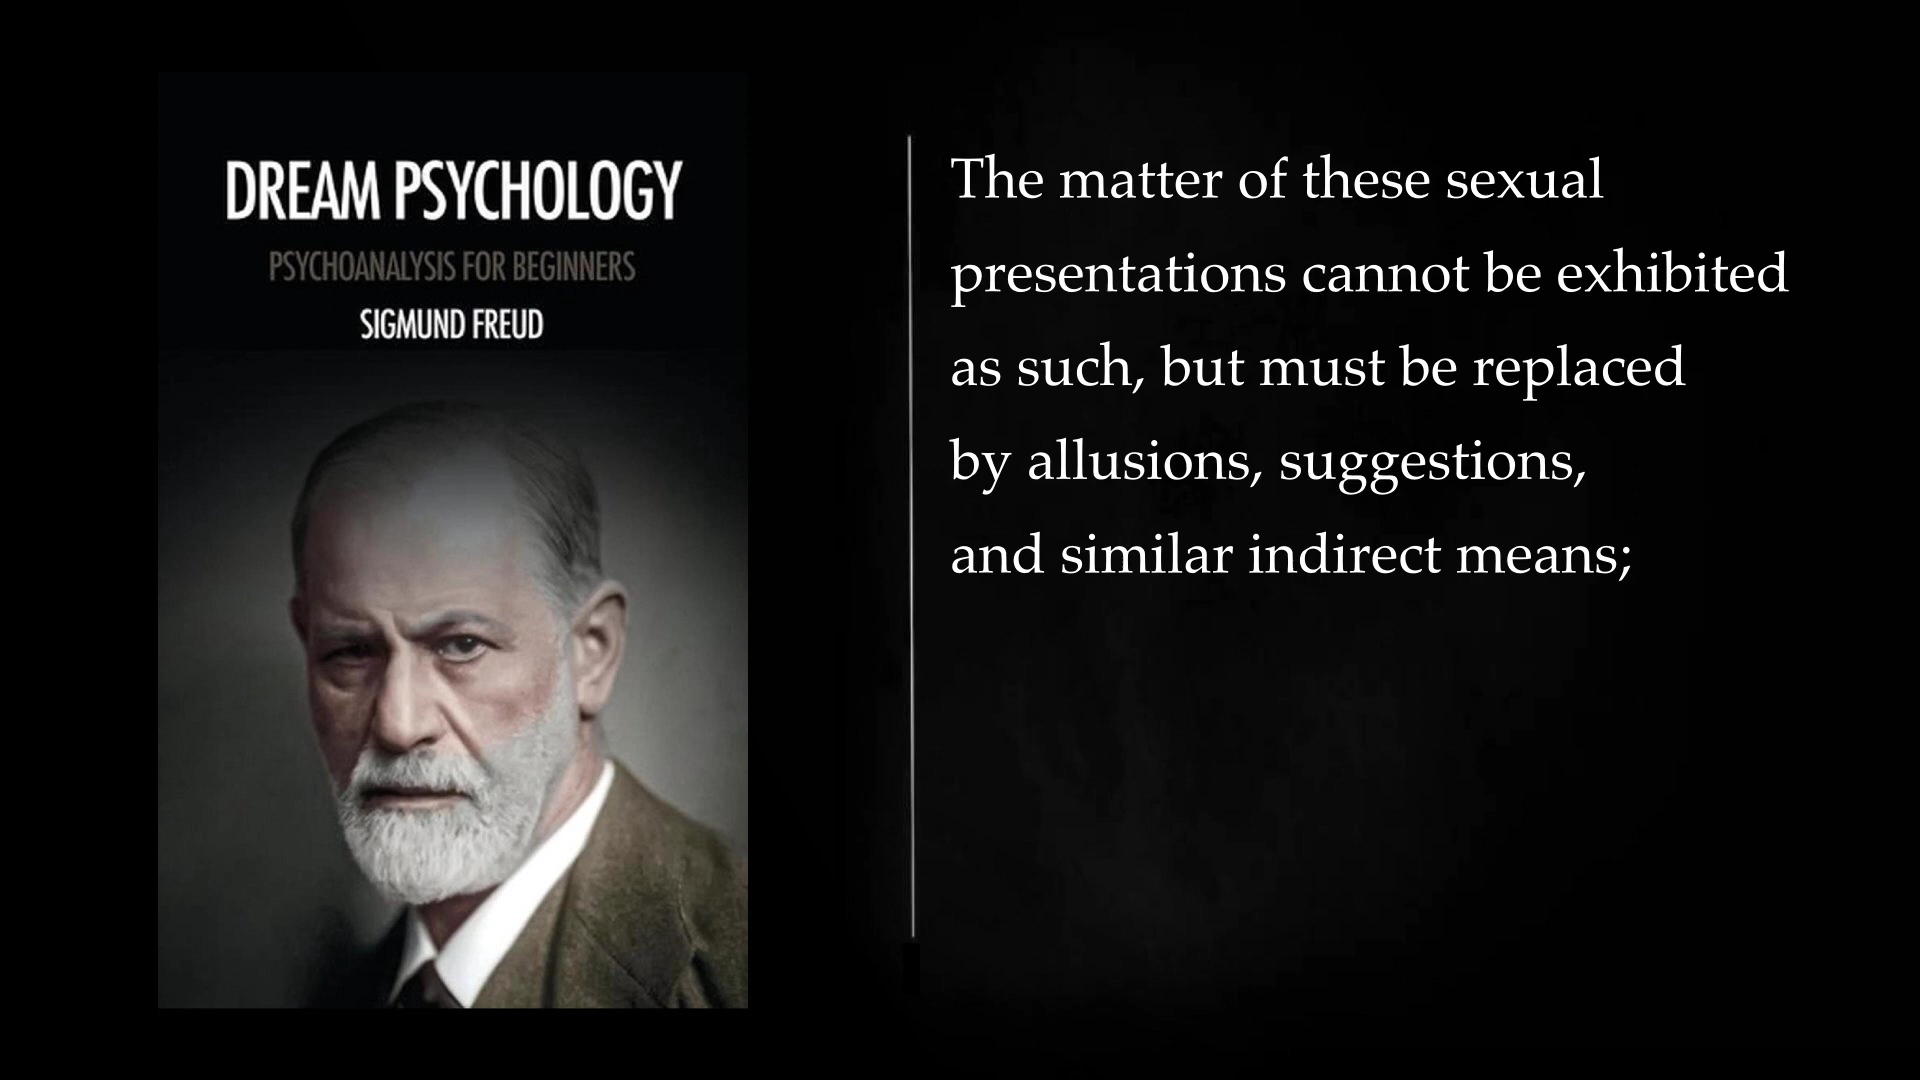 DREAM PSYCHOLOGY
PSYCHOANALYSIS FOR BEGINNERS
SIGMUND FREUD
The matter of these sexual
presentations cannot be exhibited
as such, but must be replaced
by allusions, suggestions,
and similar indirect means;